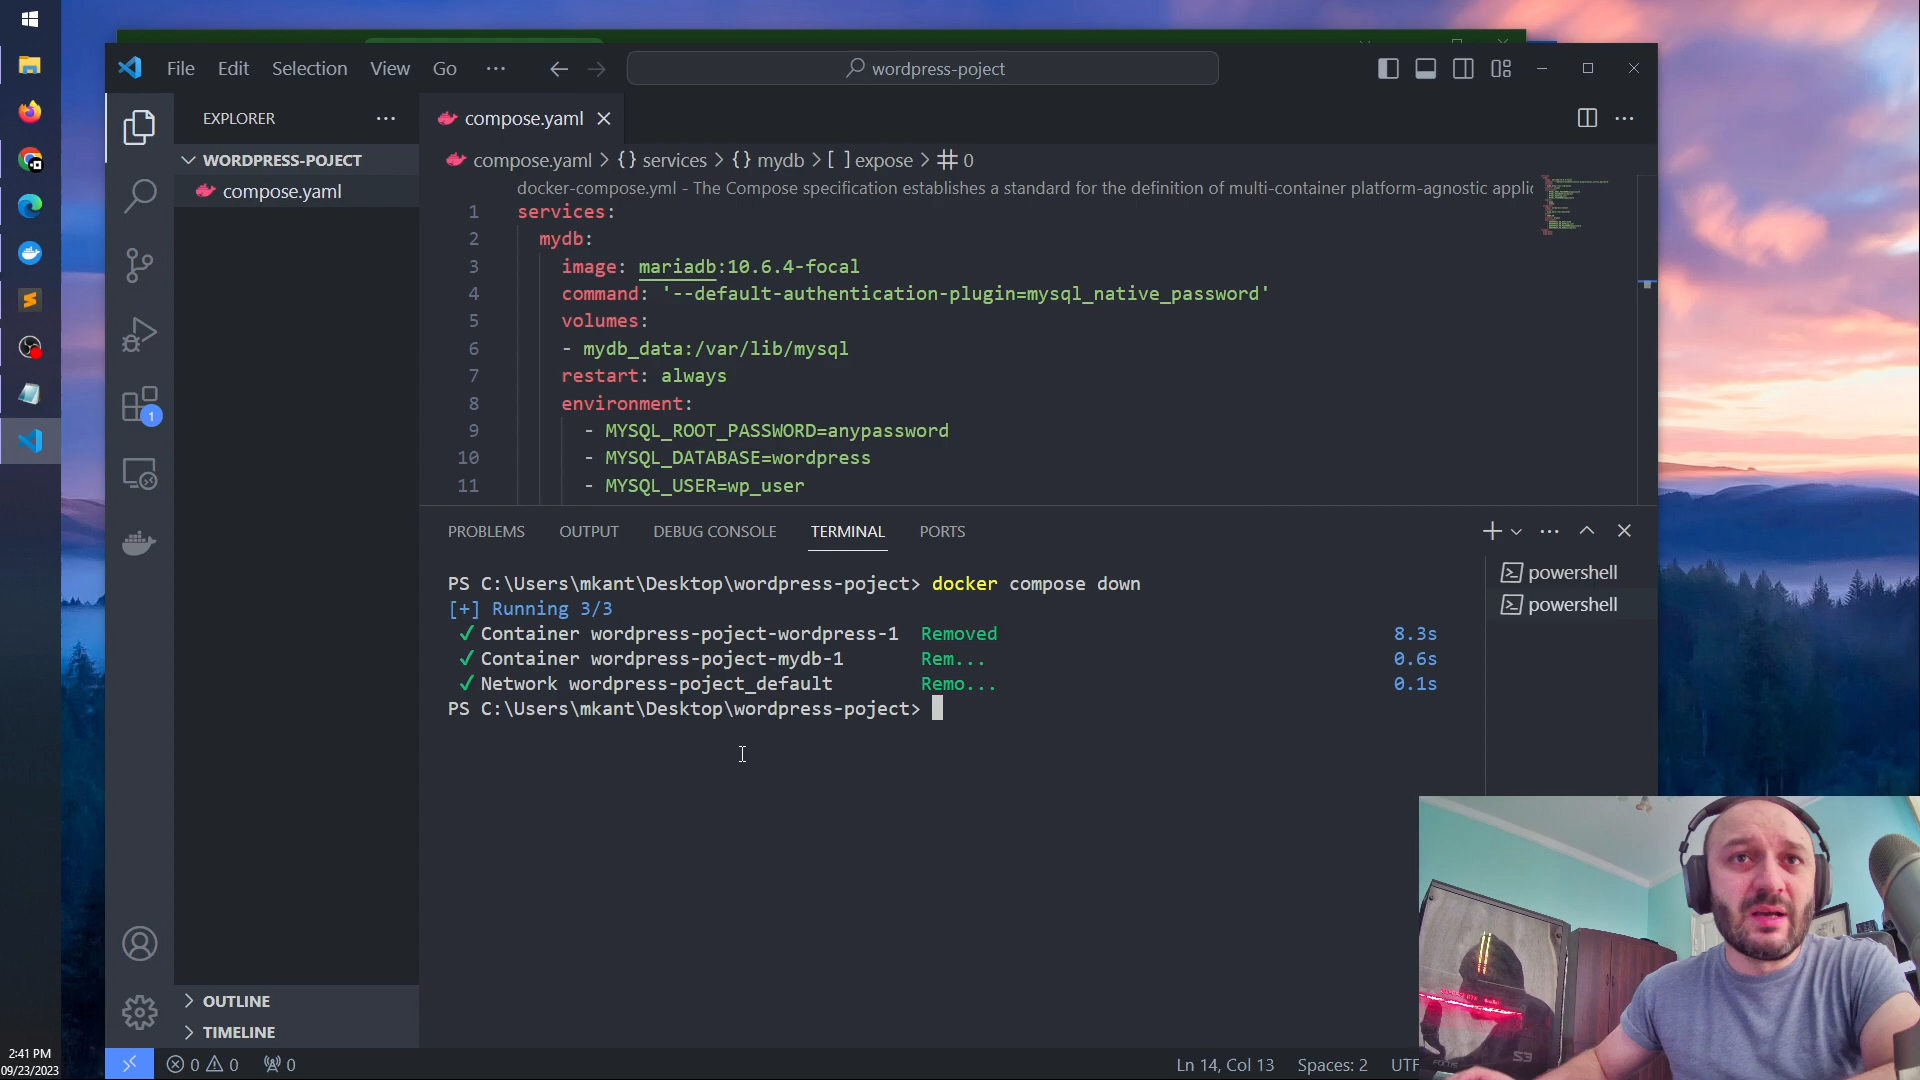 File Edit Selection View Go ··· wordpress-poject
EXPLORER ···
compose.yaml
WORDPRESS-POJECT
compose.yaml
compose.yaml > {} services > {} mydb > [ ] expose > # 0
docker-compose.yml - The Compose specification establishes a standard for the definition of multi-container platform-agnostic applic
1 services:
2 mydb:
3 image: mariadb:10.6.4-focal
4 command: '--default-authentication-plugin=mysql_native_password'
5 volumes:
6 - mydb_data:/var/lib/mysql
7 restart: always
8 environment:
9 - MYSQL_ROOT_PASSWORD=anypassword
10 - MYSQL_DATABASE=wordpress
11 - MYSQL_USER=wp_user
1
PROBLEMS OUTPUT DEBUG CONSOLE TERMINAL PORTS
PS C:\Users\mkant\Desktop\wordpress-poject> docker compose down
[+] Running 3/3
✓ Container wordpress-poject-wordpress-1 Removed 8.3s
✓ Container wordpress-poject-mydb-1 Rem... 0.6s
✓ Network wordpress-poject_default Remo... 0.1s
PS C:\Users\mkant\Desktop\wordpress-poject>
powershell
powershell
OUTLINE
TIMELINE
0 0 0
Ln 14, Col 13 Spaces: 2 UTF
2:41 PM
09/23/2023
S3